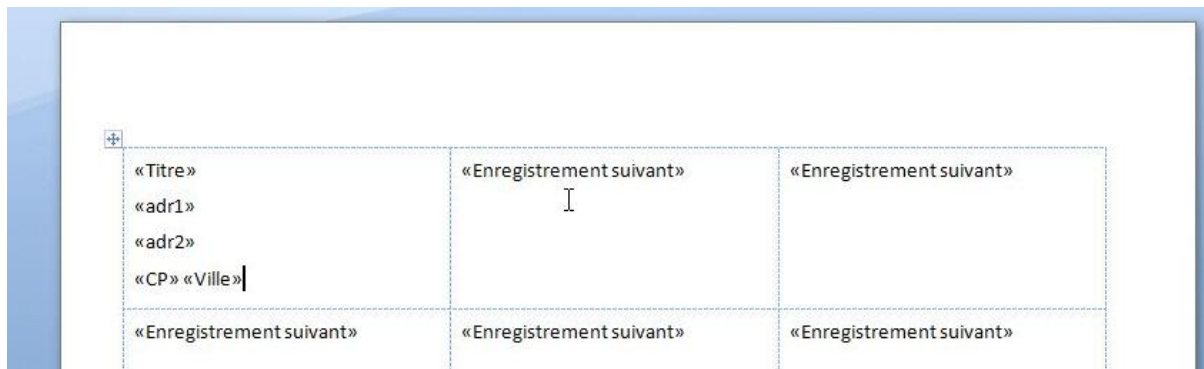 «Titre» «Enregistrement suivant» «Enregistrement suivant»
«adr1»
«adr2»
«CP» «Ville»
«Enregistrement suivant» «Enregistrement suivant» «Enregistrement suivant»